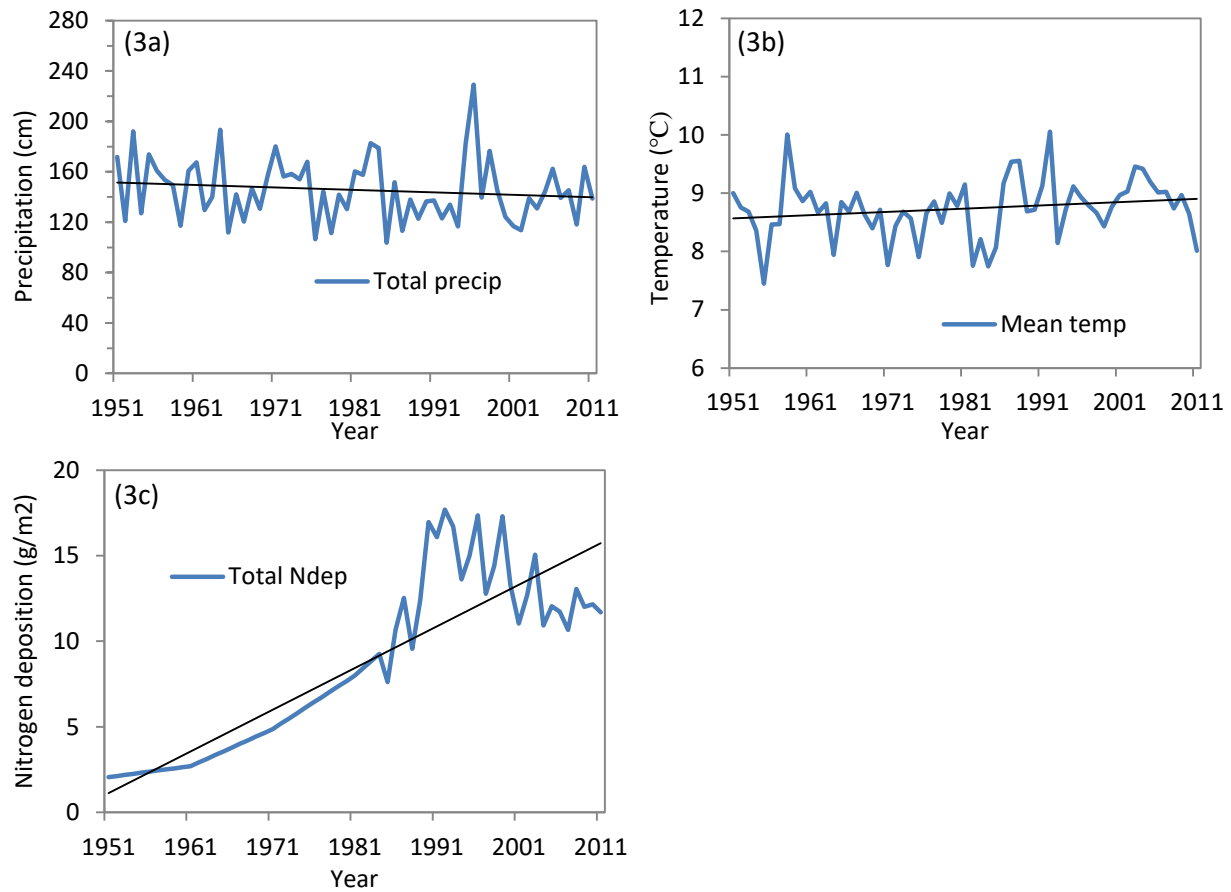 (3a)
Precipitation (cm)
280
240
200
160
120
80
40
0
Total precip
1951 1961 1971 1981 1991 2001 2011
Year
(3b)
Temperature (℃)
12
11
10
9
8
7
6
Mean temp
1951 1961 1971 1981 1991 2001 2011
Year
(3c)
Nitrogen deposition (g/m2)
20
15
10
5
0
Total Ndep
1951 1961 1971 1981 1991 2001 2011
Year